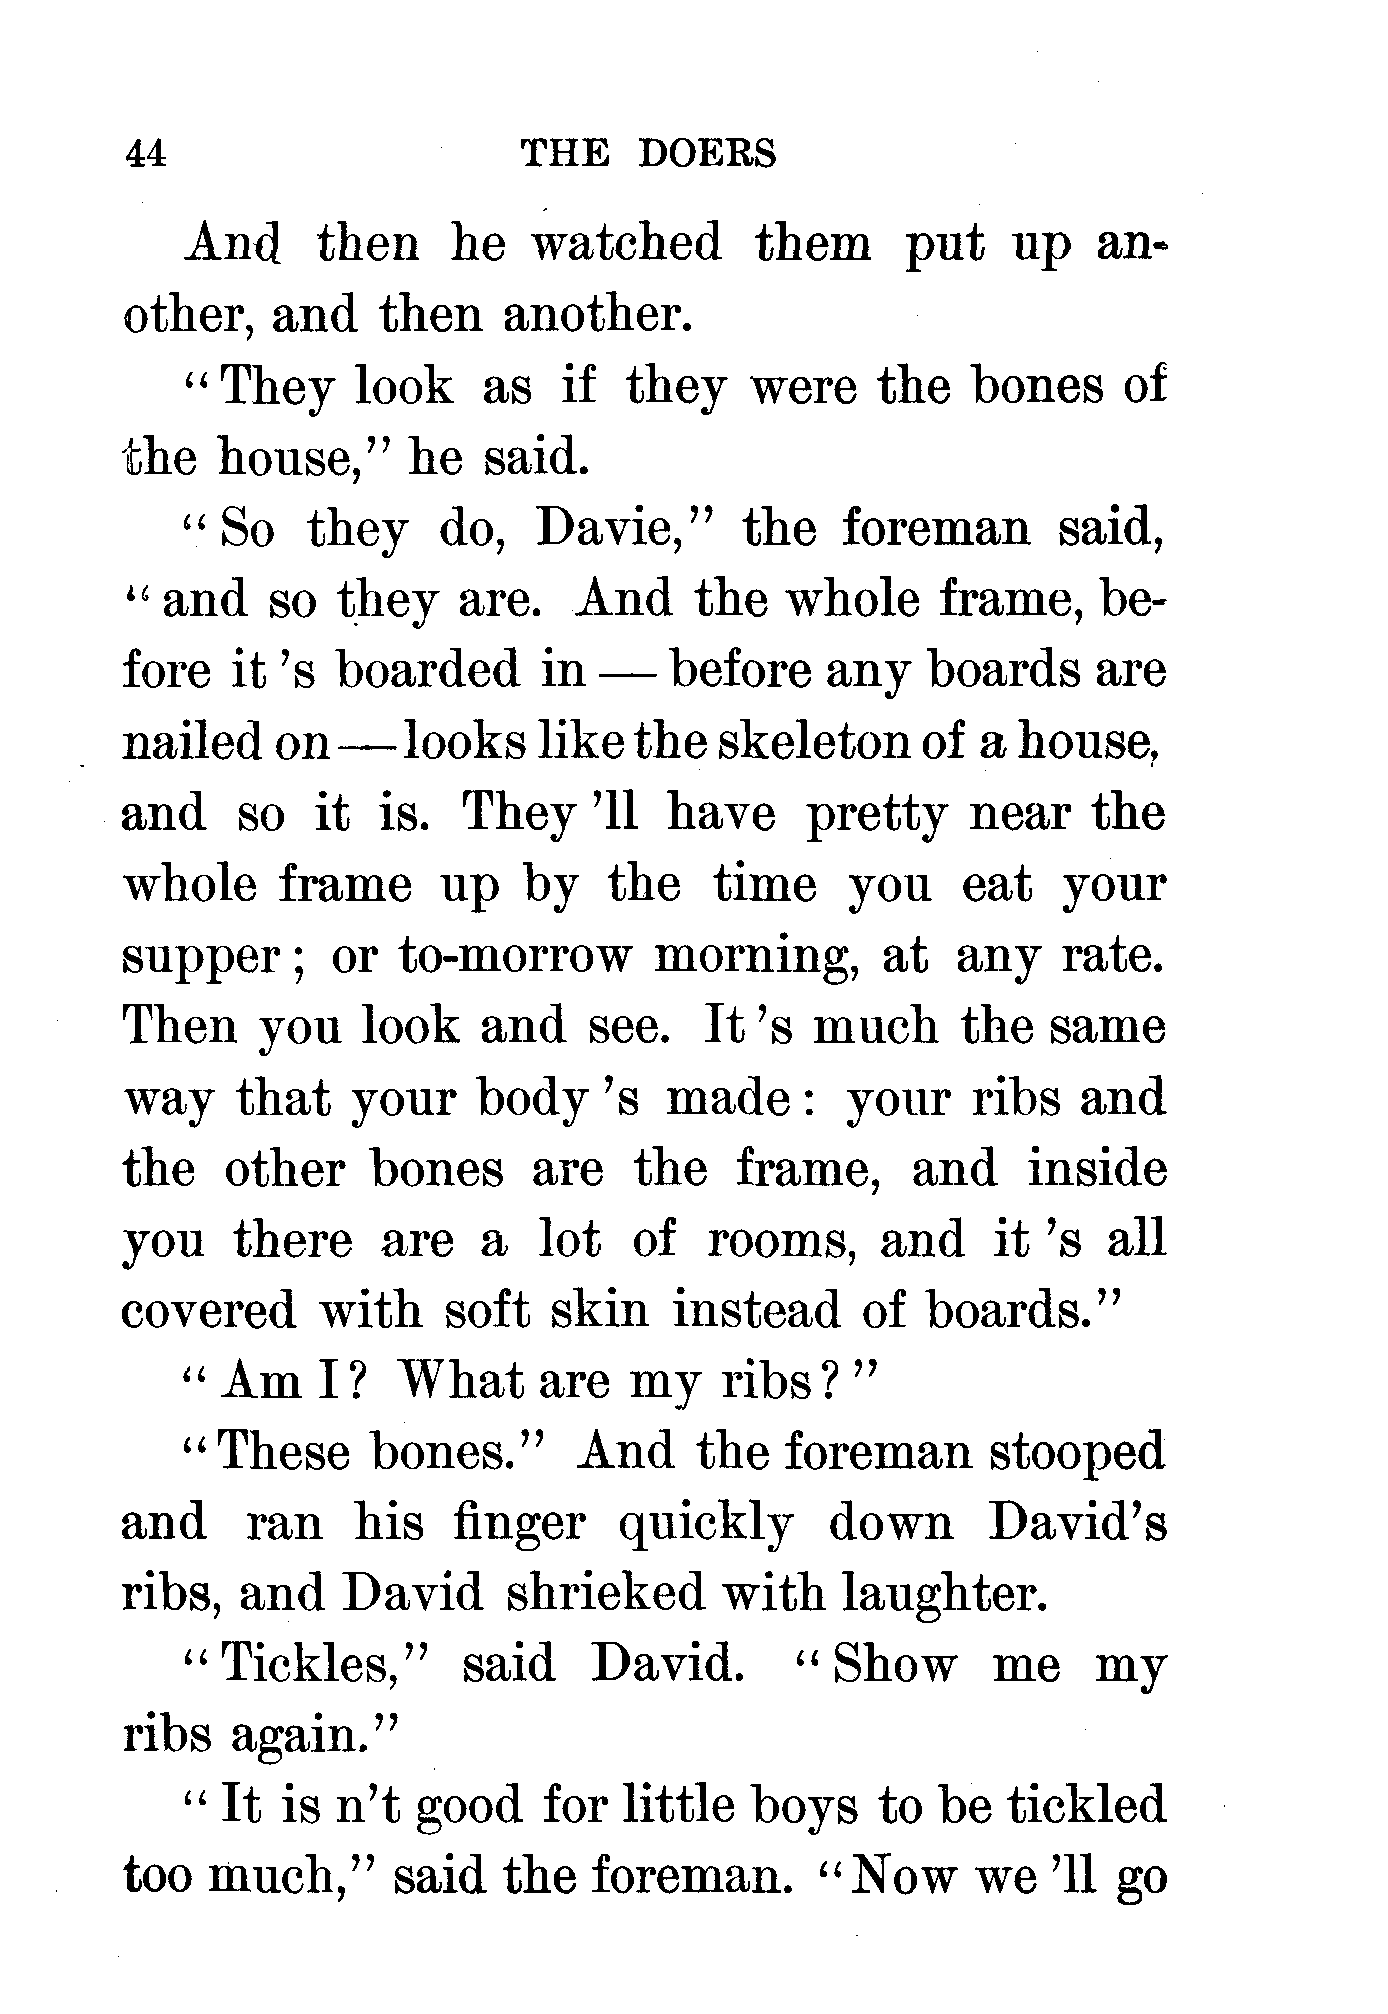 44 THE DOERS
And then he watched them put up an-
other, and then another.
"They look as if they were the bones of
the house," he said.
"So they do, Davie," the foreman said,
"and so they are. And the whole frame, be-
fore it 's boarded in — before any boards are
nailed on — looks like the skeleton of a house,
and so it is. They 'll have pretty near the
whole frame up by the time you eat your
supper; or to-morrow morning, at any rate.
Then you look and see. It 's much the same
way that your body 's made: your ribs and
the other bones are the frame, and inside
you there are a lot of rooms, and it 's all
covered with soft skin instead of boards."
"Am I? What are my ribs?"
"These bones." And the foreman stooped
and ran his finger quickly down David's
ribs, and David shrieked with laughter.
"Tickles," said David. "Show me my
ribs again."
"It is n't good for little boys to be tickled
too much," said the foreman. "Now we 'll go